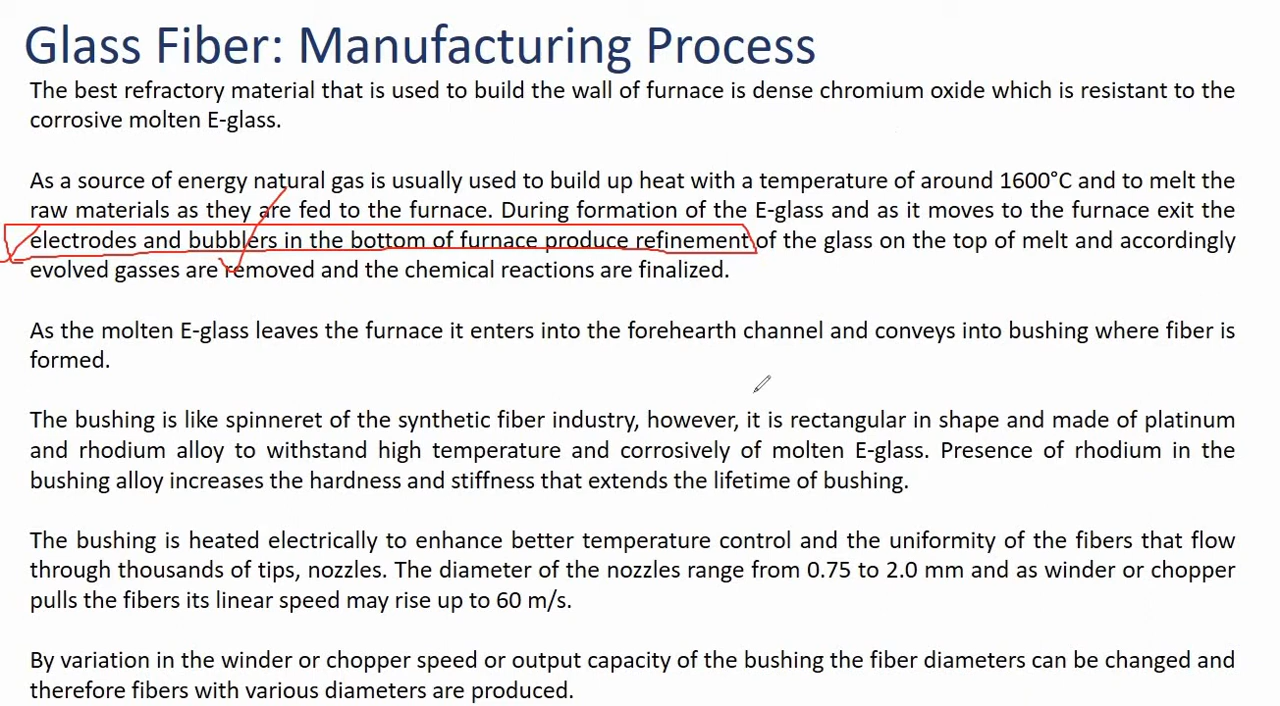 Glass Fiber: Manufacturing Process
The best refractory material that is used to build the wall of furnace is dense chromium oxide which is resistant to the
corrosive molten E-glass.
As a source of energy natural gas is usually used to build up heat with a temperature of around 1600°C and to melt the
raw materials as they are fed to the furnace. During formation of the E-glass and as it moves to the furnace exit the
electrodes and bubblers in the bottom of furnace produce refinement of the glass on the top of melt and accordingly
evolved gasses are removed and the chemical reactions are finalized.
As the molten E-glass leaves the furnace it enters into the forehearth channel and conveys into bushing where fiber is
formed.
The bushing is like spinneret of the synthetic fiber industry, however, it is rectangular in shape and made of platinum
and rhodium alloy to withstand high temperature and corrosively of molten E-glass. Presence of rhodium in the
bushing alloy increases the hardness and stiffness that extends the lifetime of bushing.
The bushing is heated electrically to enhance better temperature control and the uniformity of the fibers that flow
through thousands of tips, nozzles. The diameter of the nozzles range from 0.75 to 2.0 mm and as winder or chopper
pulls the fibers its linear speed may rise up to 60 m/s.
By variation in the winder or chopper speed or output capacity of the bushing the fiber diameters can be changed and
therefore fibers with various diameters are produced.